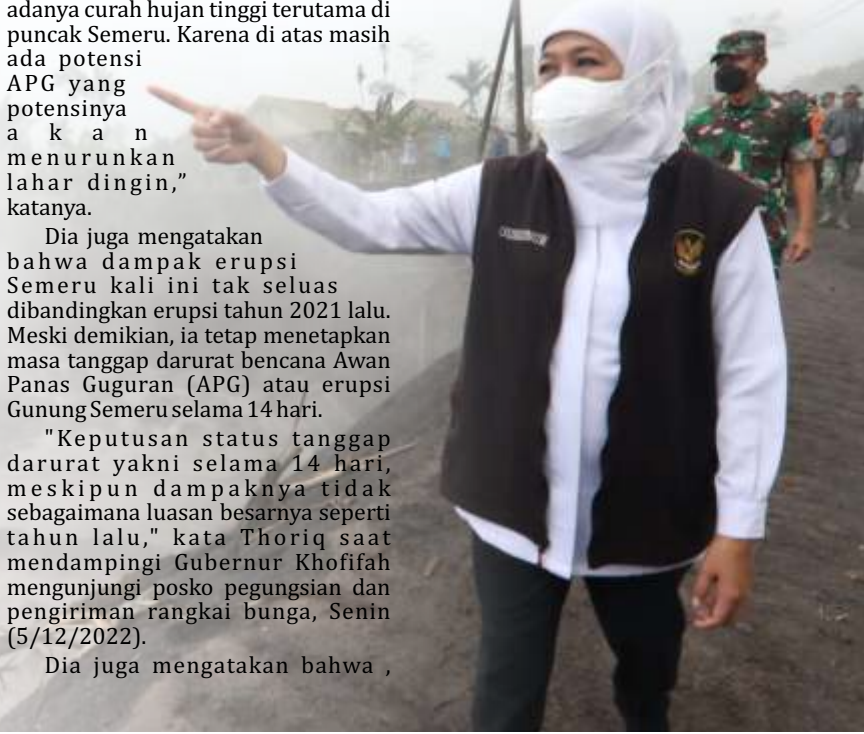 adanya curah hujan tinggi terutama di
puncak Semeru. Karena di atas masih
ada potensi
APG yang
potensinya
akan
menurunkan
lahar dingin,”
katanya.
Dia juga mengatakan
bahwa dampak erupsi
Semeru kali ini tak seluas
dibandingkan erupsi tahun 2021 lalu.
Meski demikian, ia tetap menetapkan
masa tanggap darurat bencana Awan
Panas Guguran (APG) atau erupsi
Gunung Semeru selama 14 hari.
"Keputusan status tanggap
darurat yakni selama 14 hari,
meskipun dampaknya tidak
sebagaimana luasan besarnya seperti
tahun lalu," kata Thoriq saat
mendampingi Gubernur Khofifah
mengunjungi posko pegungsian dan
pengiriman rangkai bunga, Senin
(5/12/2022).
Dia juga mengatakan bahwa ,